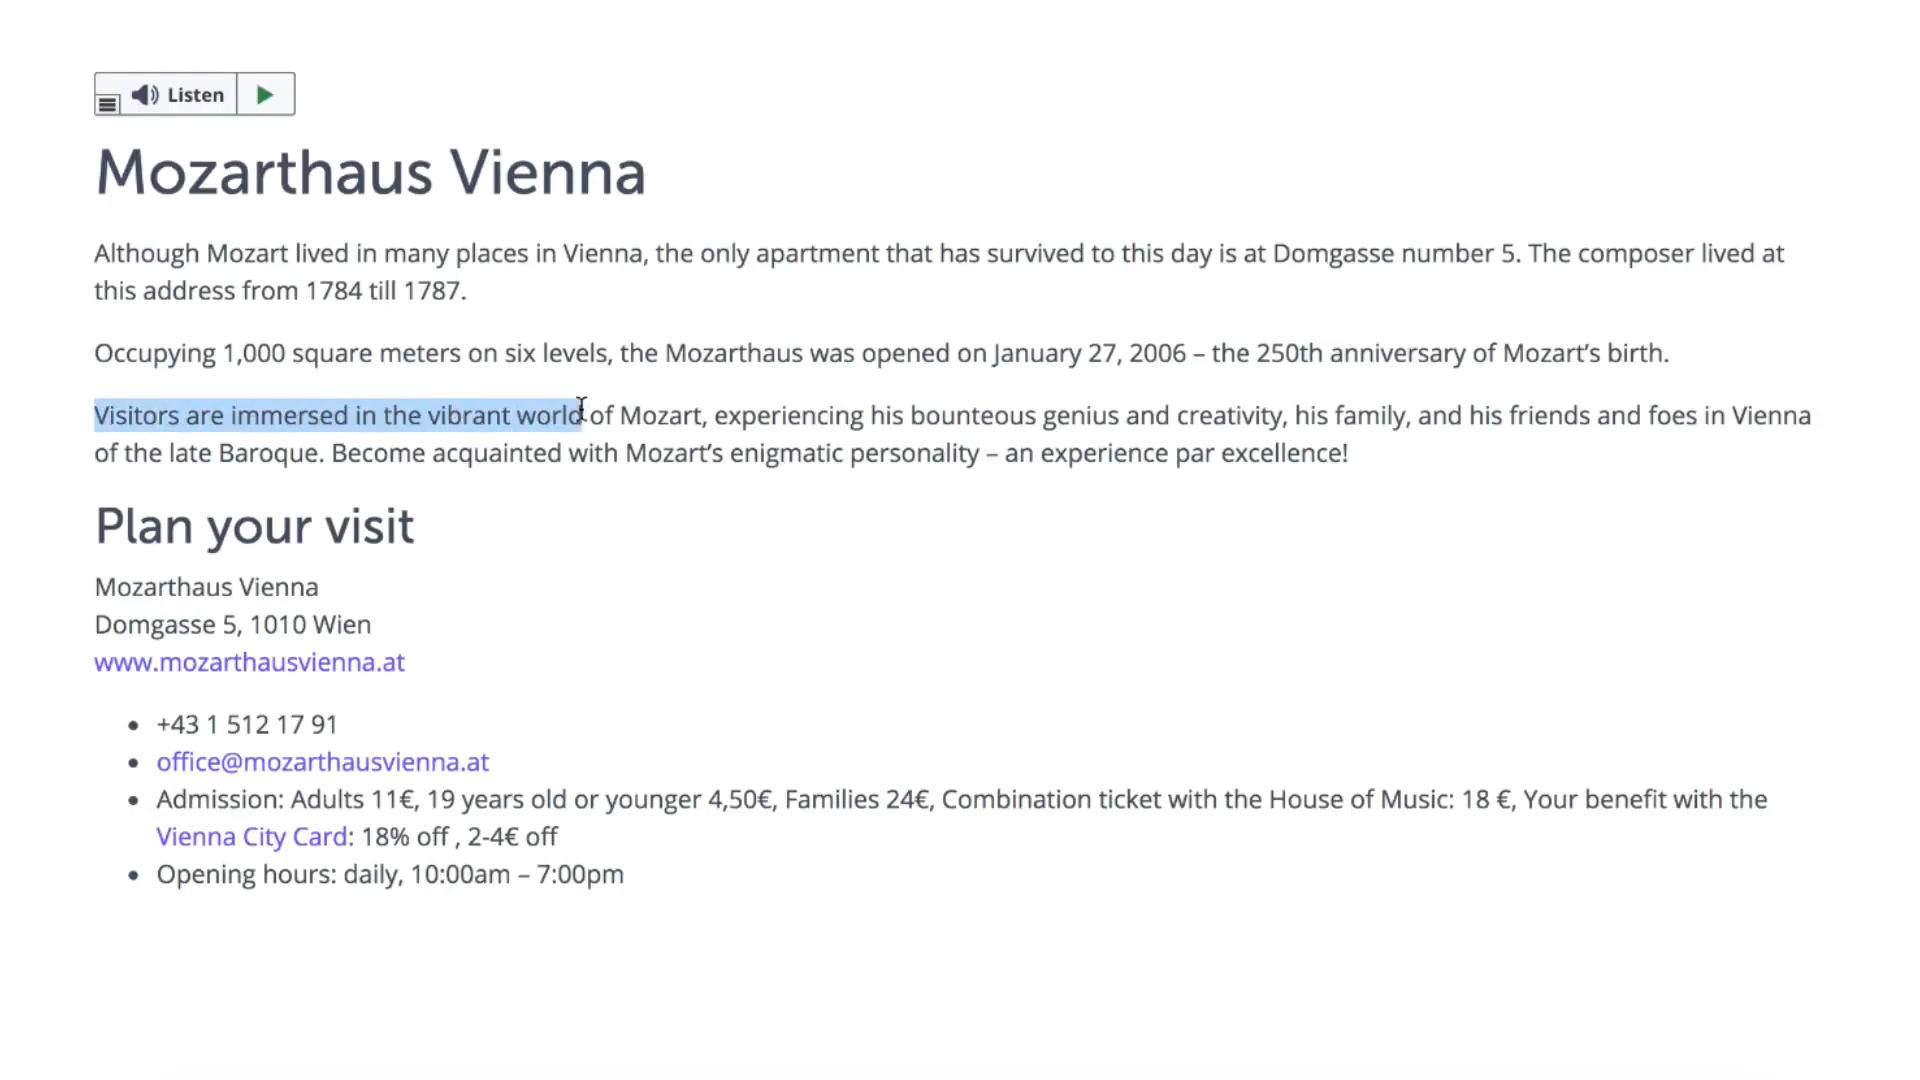 Listen
Mozarthaus Vienna
Although Mozart lived in many places in Vienna, the only apartment that has survived to this day is at Domgasse number 5. The composer lived at
this address from 1784 till 1787.
Occupying 1,000 square meters on six levels, the Mozarthaus was opened on January 27, 2006 – the 250th anniversary of Mozart’s birth.
Visitors are immersed in the vibrant world of Mozart, experiencing his bounteous genius and creativity, his family, and his friends and foes in Vienna
of the late Baroque. Become acquainted with Mozart’s enigmatic personality – an experience par excellence!
Plan your visit
Mozarthaus Vienna
Domgasse 5, 1010 Wien
www.mozarthausvienna.at
• +43 1 512 17 91
• office@mozarthausvienna.at
• Admission: Adults 11€, 19 years old or younger 4,50€, Families 24€, Combination ticket with the House of Music: 18 €, Your benefit with the
Vienna City Card: 18% off , 2-4€ off
• Opening hours: daily, 10:00am – 7:00pm